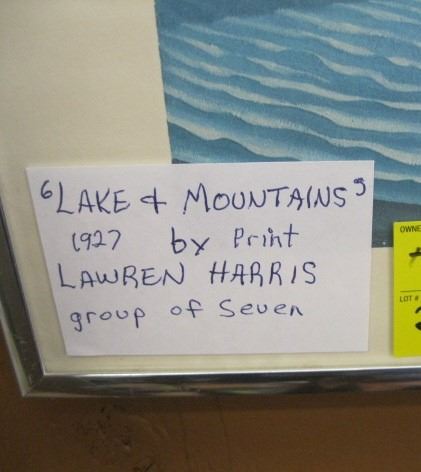 "LAKE + MOUNTAINS"
1927 by Print
LAWREN HARRIS
group of Seven
OWNE
LOT #